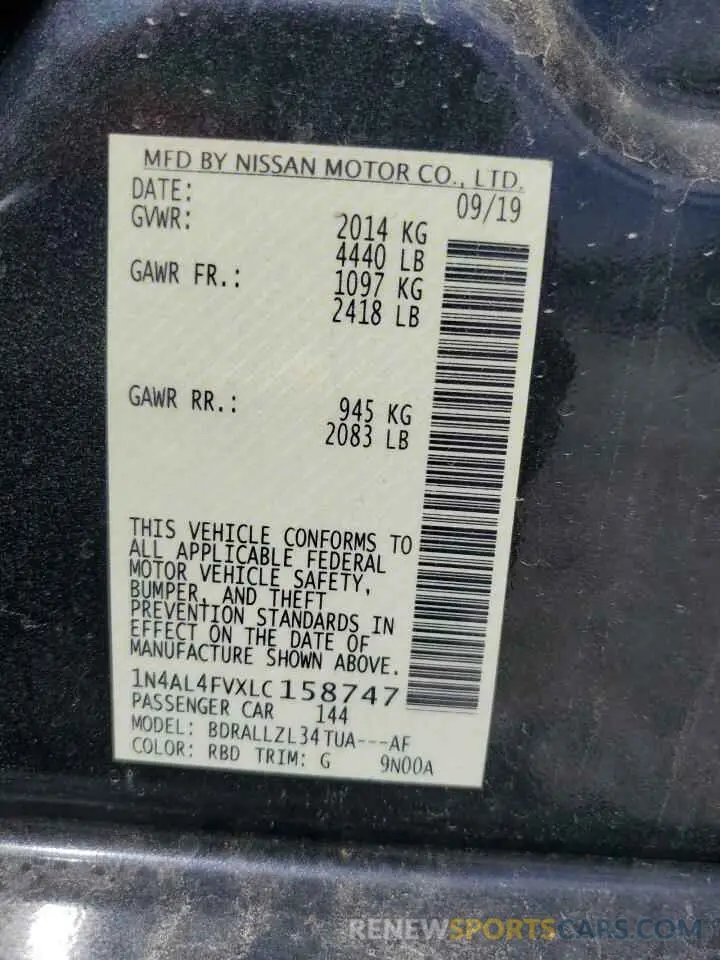 MFD BY NISSAN MOTOR CO., LTD.
DATE: 09/19
GVWR: 2014 KG
4440 LB
GAWR FR.: 1097 KG
2418 LB
GAWR RR.: 945 KG
2083 LB
THIS VEHICLE CONFORMS TO
ALL APPLICABLE FEDERAL
MOTOR VEHICLE SAFETY,
BUMPER, AND THEFT
PREVENTION STANDARDS IN
EFFECT ON THE DATE OF
MANUFACTURE SHOWN ABOVE.
1N4AL4FVXLC158747
PASSENGER CAR 144
MODEL: BDRALLZL34TUA---AF
COLOR: RBD TRIM: G 9N00A
RENEWSPORTSCARS.COM